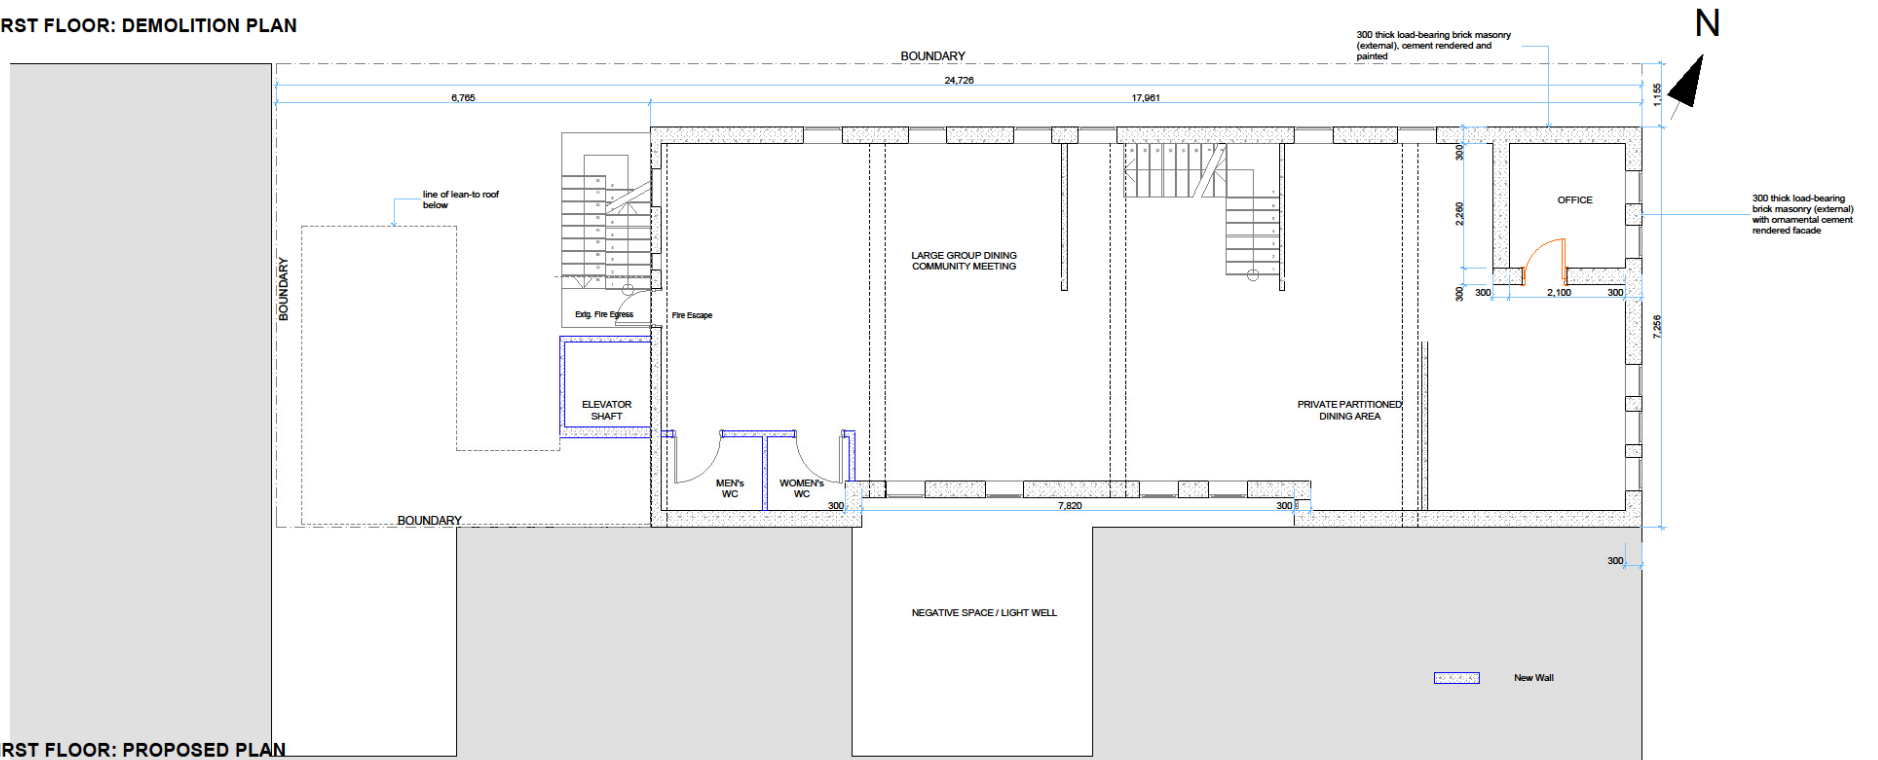 RST FLOOR: DEMOLITION PLAN
N
300 thick load-bearing brick masonry
(external), cement rendered and
painted
BOUNDARY
24,726
6,765
17,961
1,155
300
line of lean-to roof
below
OFFICE
300 thick load-bearing
brick masonry (external)
with ornamental cement
rendered facade
2,260
LARGE GROUP DINING
COMMUNITY MEETING
BOUNDARY
300
300
2,100
300
Extg. Fire Egress
Fire Escape
7,256
ELEVATOR
SHAFT
PRIVATE PARTITIONED
DINING AREA
MEN's
WC
WOMEN's
WC
300
7,820
300
BOUNDARY
300
NEGATIVE SPACE / LIGHT WELL
New Wall
RST FLOOR: PROPOSED PLAN